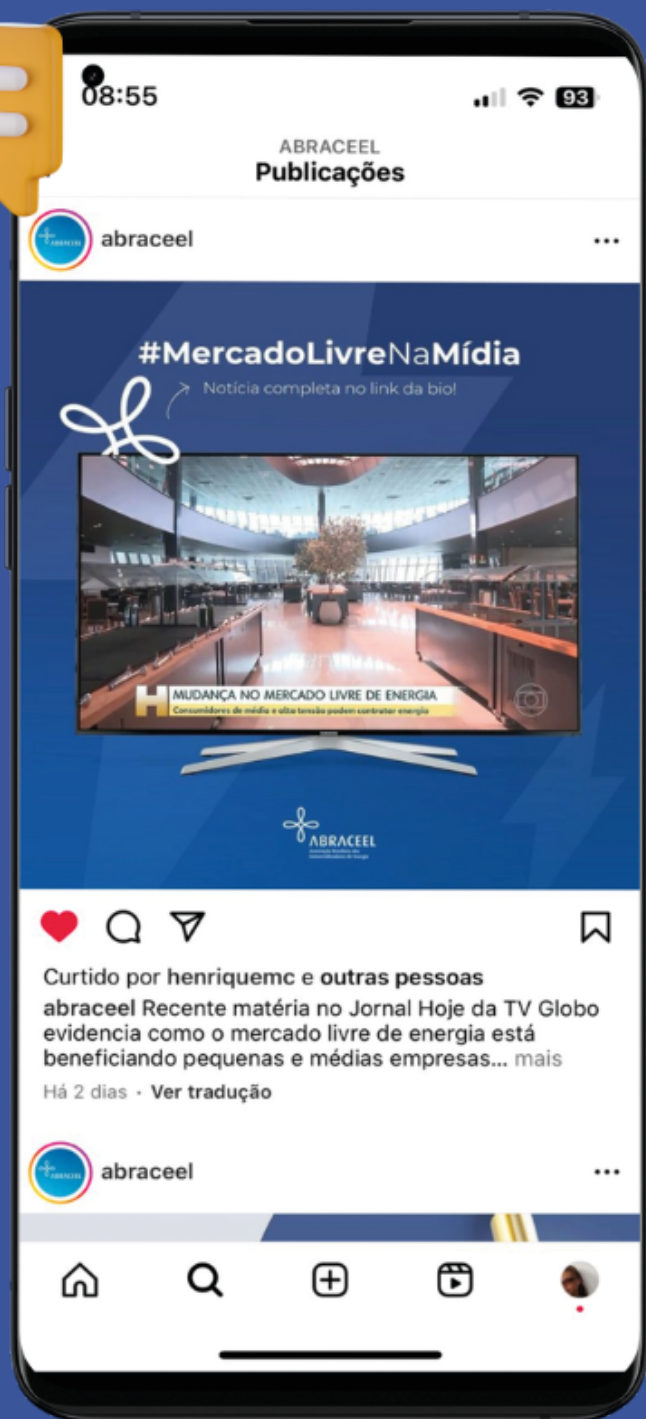 08:55
93
ABRACEEL
Publicações
abraceel
#MercadoLivreNaMídia
Notícia completa no link da bio!
MUDANÇA NO MERCADO LIVRE DE ENERGIA
Consumidores de média e alta tensão podem contratar energia
ABRACEEL
Curtido por henriquemc e outras pessoas
abraceel Recente matéria no Jornal Hoje da TV Globo
evidencia como o mercado livre de energia está
beneficiando pequenas e médias empresas... mais
Há 2 dias · Ver tradução
abraceel